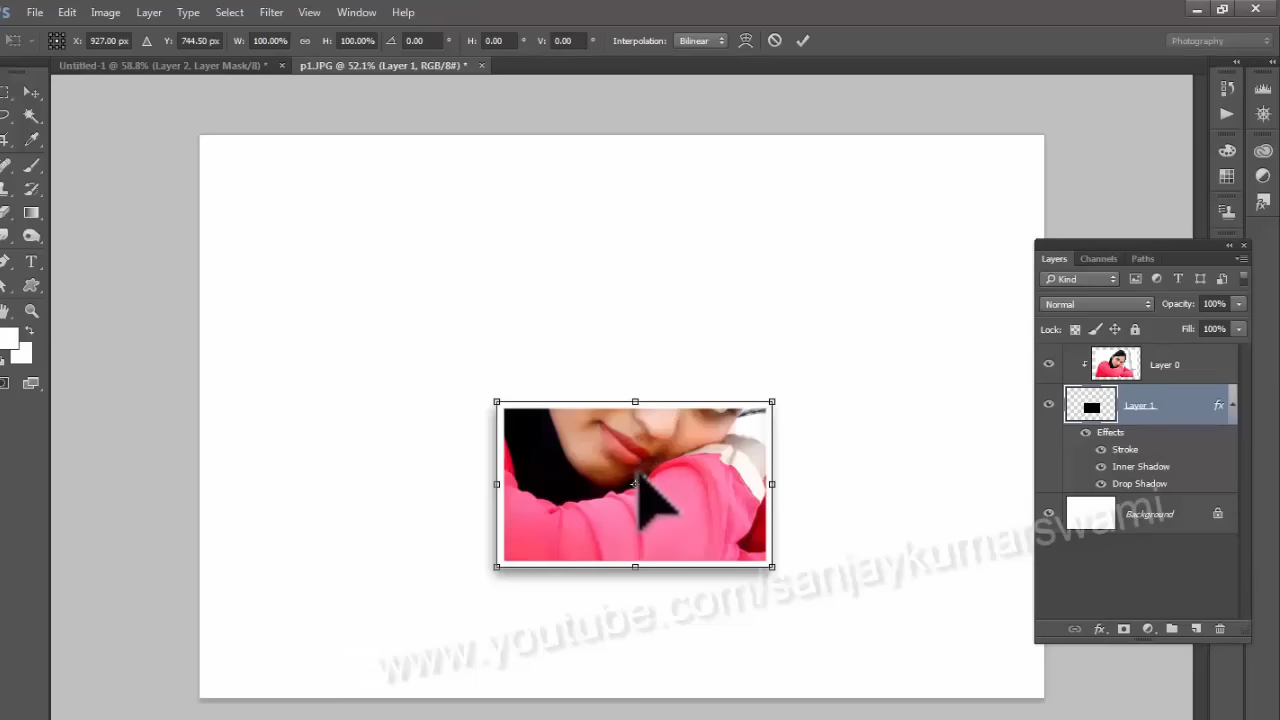 File Edit Image Layer Type Select Filter View Window Help
X: 927.00 px Y: 744.50 px W: 100.00% H: 100.00% 0.00 ° H: 0.00 ° V: 0.00 ° Interpolation: Bilinear Photography
Untitled-1 @ 58.8% (Layer 2, Layer Mask/8) * × p1.JPG @ 52.1% (Layer 1, RGB/8#) * ×
Layers Channels Paths
Kind
Normal Opacity: 100%
Lock: Fill: 100%
Layer 0
Layer 1 fx
Effects
Stroke
Inner Shadow
Drop Shadow
Background
www.youtube.com/sanjaykumarswami